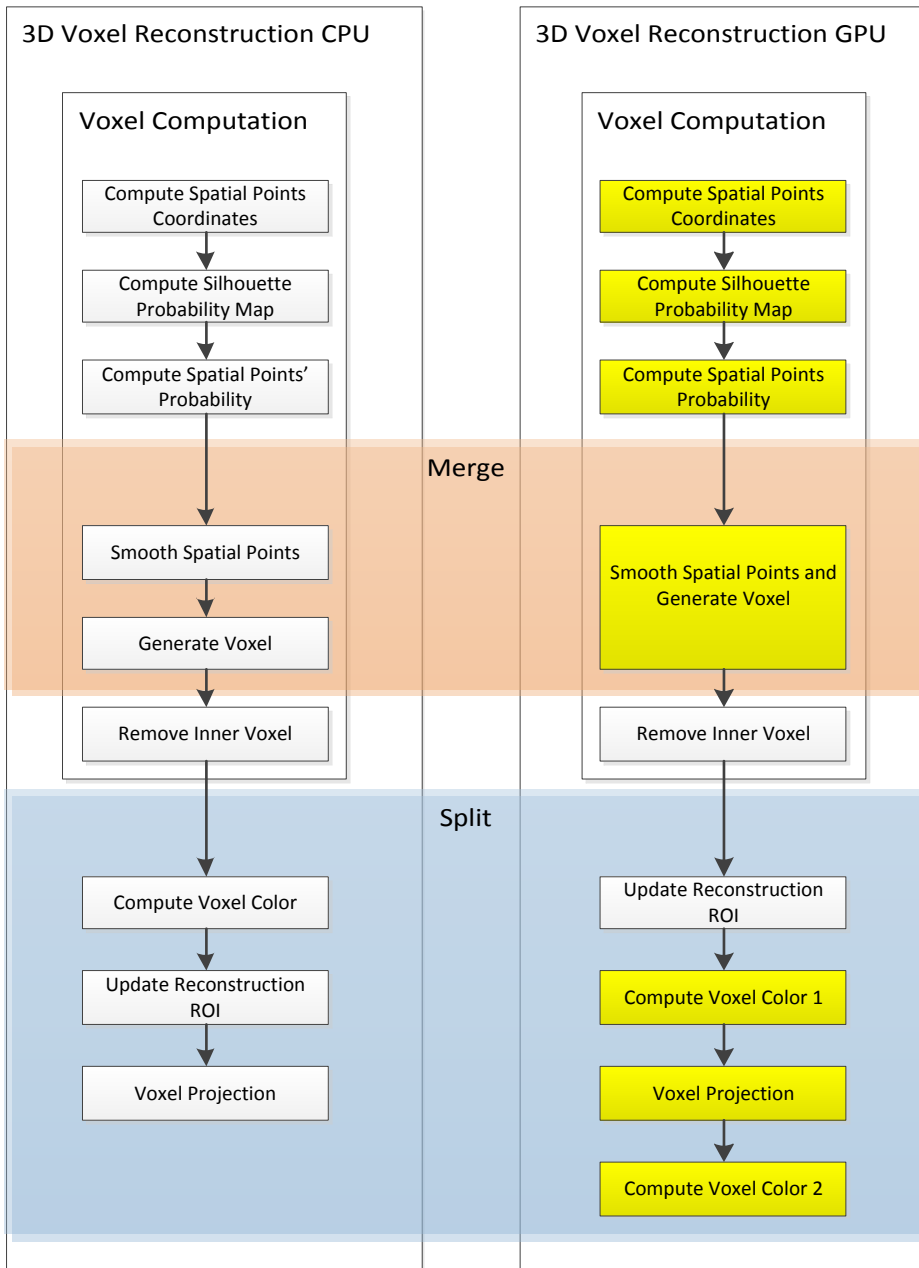 3D Voxel Reconstruction CPU
Voxel Computation
Compute Spatial Points
Coordinates
Compute Silhouette
Probability Map
Compute Spatial Points’
Probability
Merge
Smooth Spatial Points
Generate Voxel
Remove Inner Voxel
Split
Compute Voxel Color
Update Reconstruction
ROI
Voxel Projection
3D Voxel Reconstruction GPU
Voxel Computation
Compute Spatial Points
Coordinates
Compute Silhouette
Probability Map
Compute Spatial Points
Probability
Smooth Spatial Points and
Generate Voxel
Remove Inner Voxel
Update Reconstruction
ROI
Compute Voxel Color 1
Voxel Projection
Compute Voxel Color 2